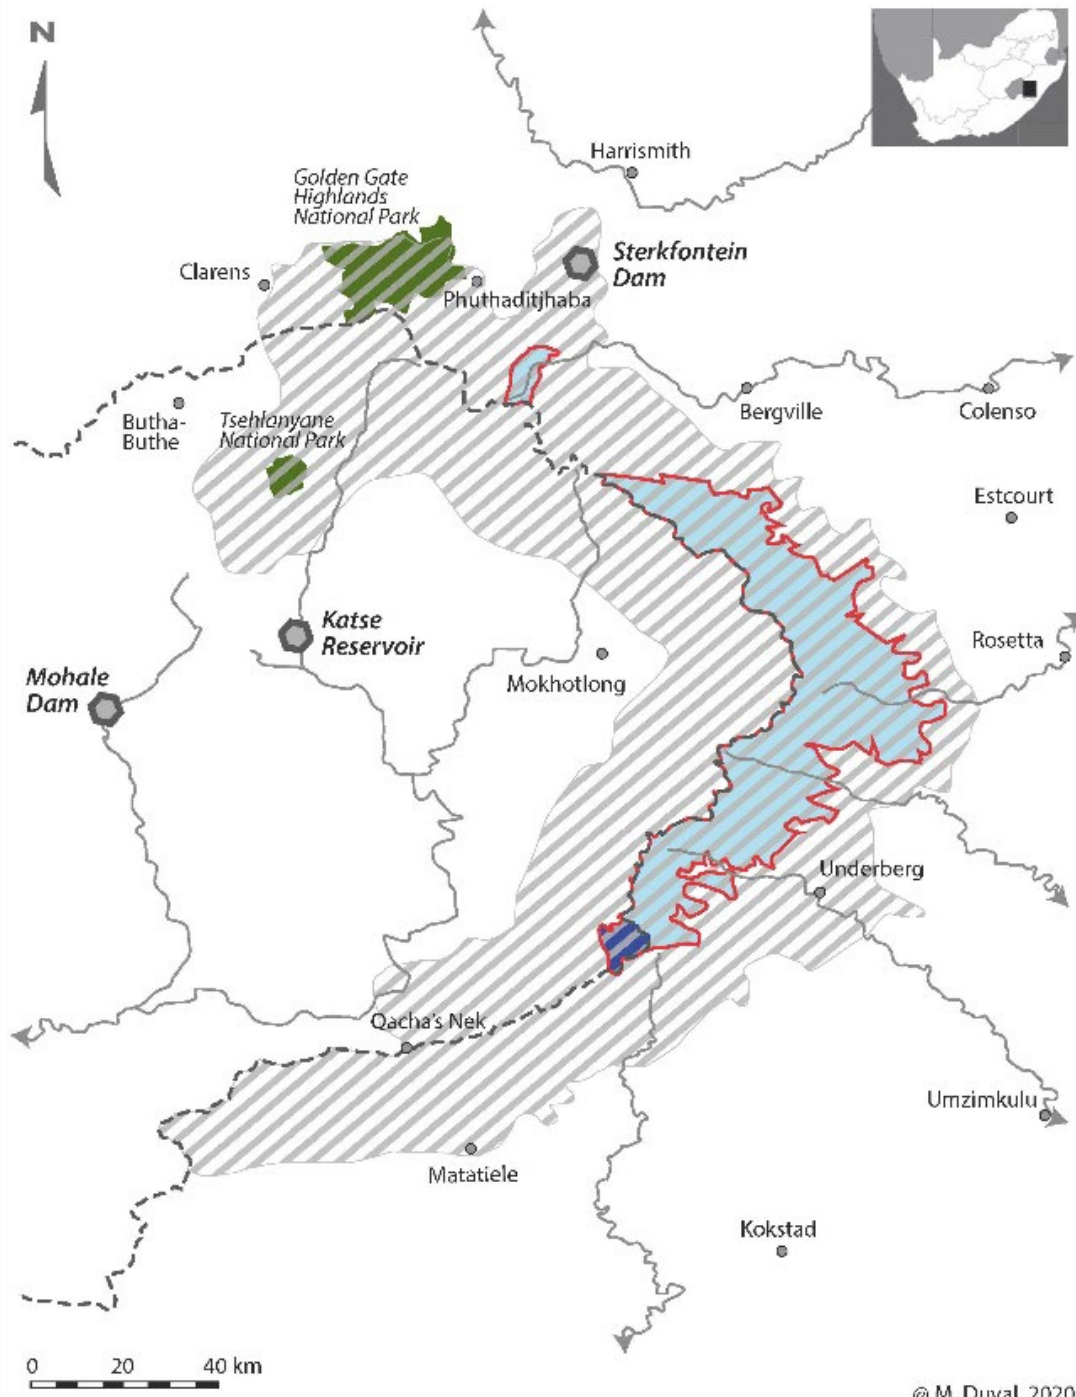 N
Harrismith
Golden Gate
Highlands
National Park
Sterkfontein
Dam
Clarens
Phuthaditjhaba
Butha-
Buthe
Tsehlanyane
National Park
Bergville
Colenso
Estcourt
Katse
Reservoir
Rosetta
Mokhotlong
Mohale
Dam
Underberg
Qacha's Nek
Umzimkulu
Matatiele
Kokstad
0 20 40 km
© M. Duval, 2020